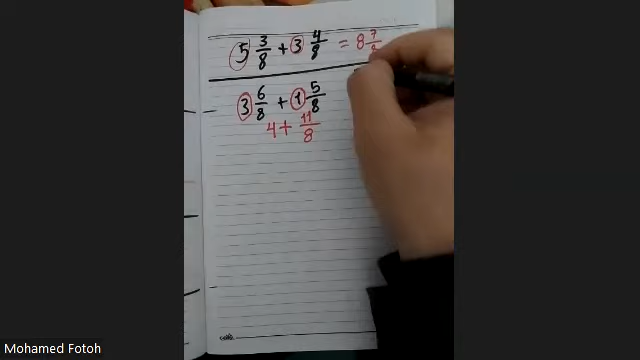 5 3/8 + 3 4/8 = 8 7/8
3 6/8 + 1 5/8
4 + 11/8
Mohamed Fotoh